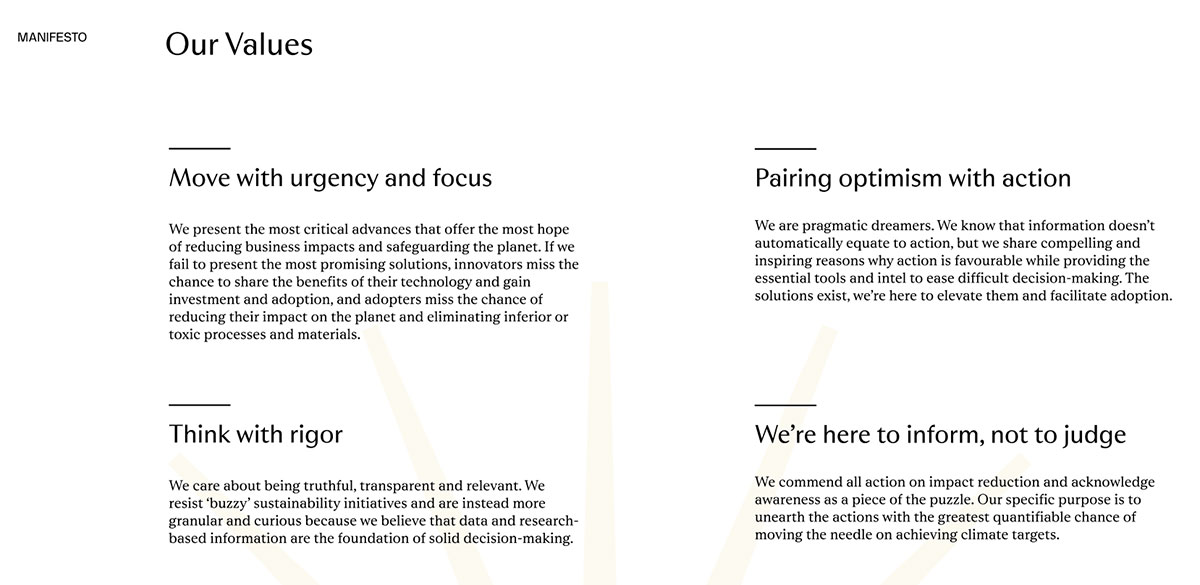 MANIFESTO
Our Values
Move with urgency and focus
We present the most critical advances that offer the most hope
of reducing business impacts and safeguarding the planet. If we
fail to present the most promising solutions, innovators miss the
chance to share the benefits of their technology and gain
investment and adoption, and adopters miss the chance of
reducing their impact on the planet and eliminating inferior or
toxic processes and materials.
Pairing optimism with action
We are pragmatic dreamers. We know that information doesn’t
automatically equate to action, but we share compelling and
inspiring reasons why action is favourable while providing the
essential tools and intel to ease difficult decision-making. The
solutions exist, we’re here to elevate them and facilitate adoption.
Think with rigor
We care about being truthful, transparent and relevant. We
resist ‘buzzy’ sustainability initiatives and are instead more
granular and curious because we believe that data and research-
based information are the foundation of solid decision-making.
We’re here to inform, not to judge
We commend all action on impact reduction and acknowledge
awareness as a piece of the puzzle. Our specific purpose is to
unearth the actions with the greatest quantifiable chance of
moving the needle on achieving climate targets.